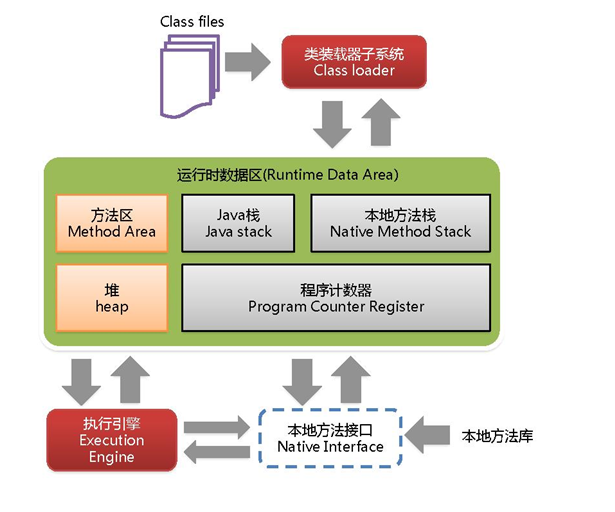 Class files
类装载器子系统
Class loader
运行时数据区(Runtime Data Area)
方法区
Method Area
Java栈
Java stack
本地方法栈
Native Method Stack
堆
heap
程序计数器
Program Counter Register
执行引擎
Execution
Engine
本地方法接口
Native Interface
本地方法库